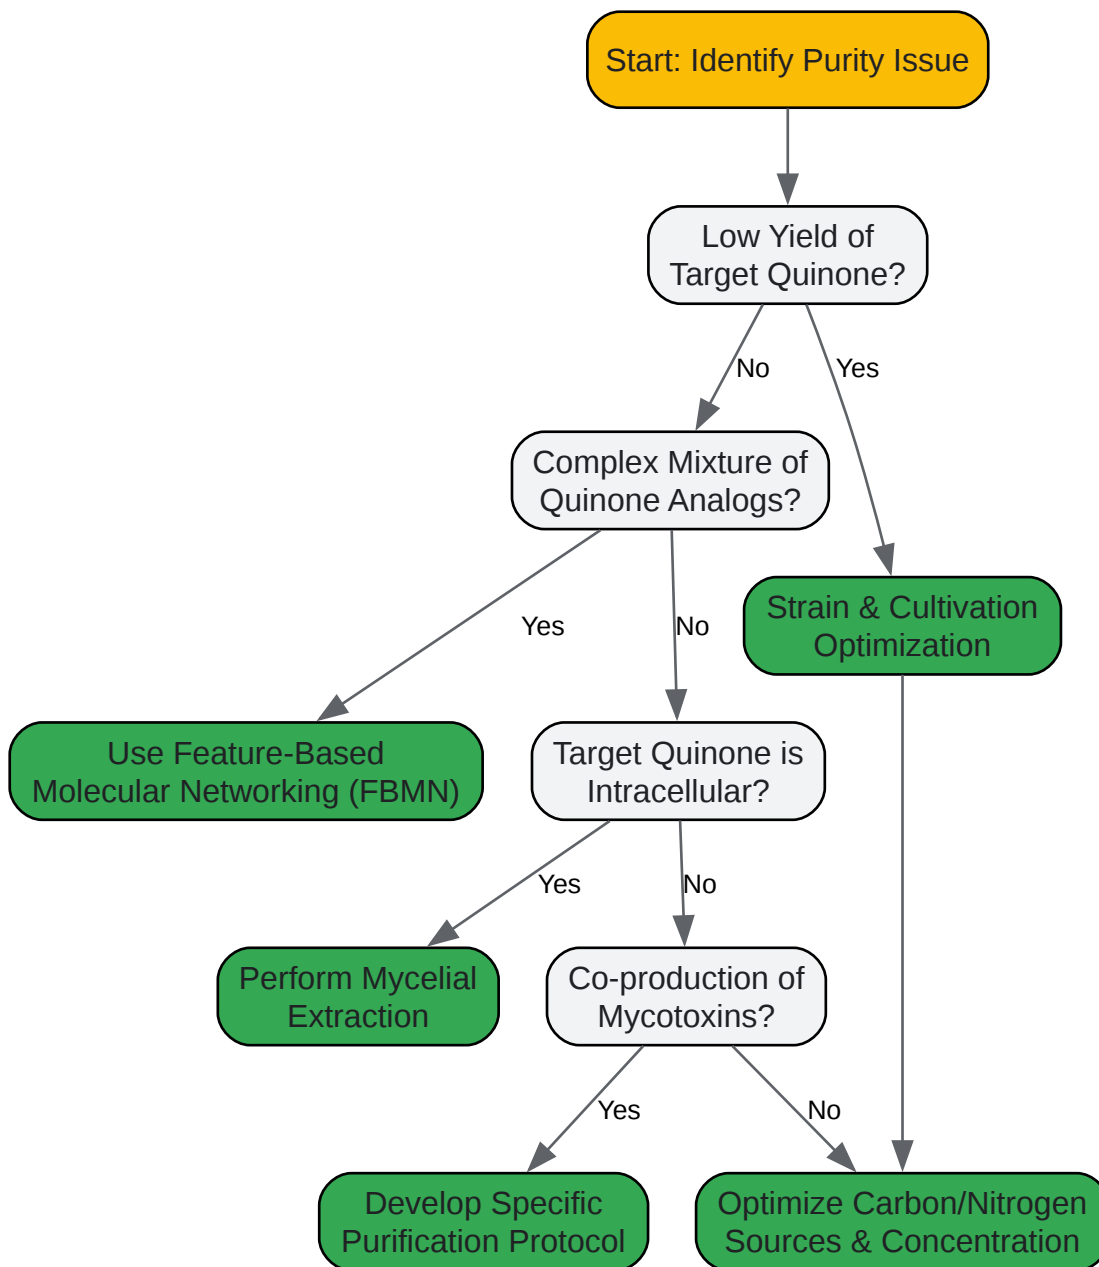 Start: Identify Purity Issue
Low Yield of
Target Quinone?
No
Yes
Complex Mixture of
Quinone Analogs?
Yes
No
Strain & Cultivation
Optimization
Use Feature-Based
Molecular Networking (FBMN)
Target Quinone is
Intracellular?
Yes
No
Perform Mycelial
Extraction
Co-production of
Mycotoxins?
Yes
No
Develop Specific
Purification Protocol
Optimize Carbon/Nitrogen
Sources & Concentration